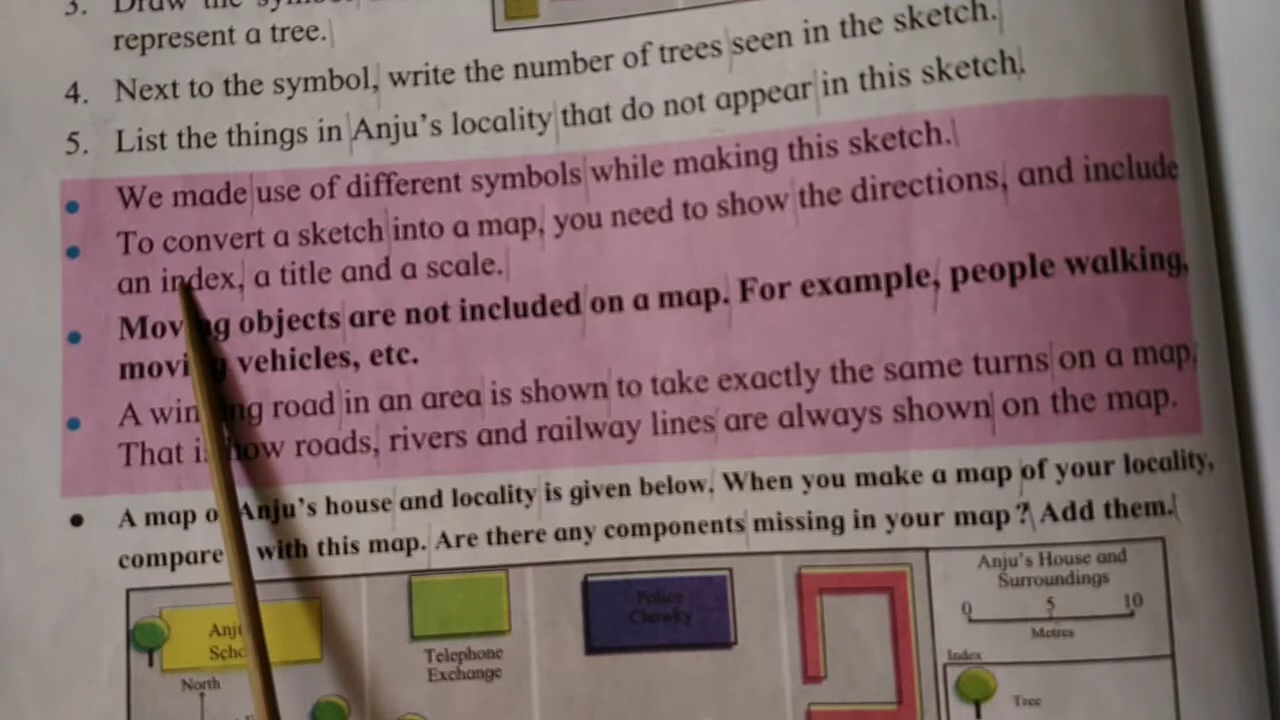 3. Draw the
represent a tree.
4. Next to the symbol, write the number of trees seen in the sketch.
5. List the things in Anju's locality that do not appear in this sketch.
• We made use of different symbols while making this sketch.
• To convert a sketch into a map, you need to show the directions, and include
an index, a title and a scale.
• Moving objects are not included on a map. For example, people walking,
moving vehicles, etc.
• A winding road in an area is shown to take exactly the same turns on a map.
That is how roads, rivers and railway lines are always shown on the map.
• A map of Anju's house and locality is given below. When you make a map of your locality,
compare with this map. Are there any components missing in your map? Add them.
Anju's House and
Surroundings
0 5 10
Metres
Police
Chowky
Telephone
Exchange
North
Index
Tree